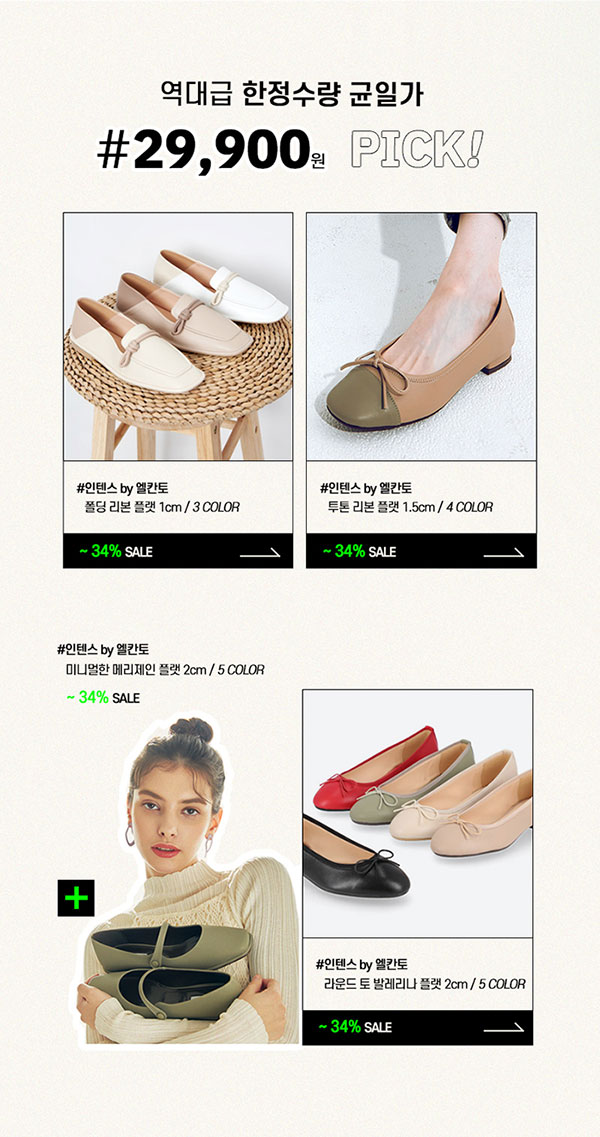 역대급 한정수량 균일가
#29,900원 PICK!
#인텐스 by 엘칸토
폴딩 리본 플랫 1cm / 3 COLOR
~ 34% SALE
#인텐스 by 엘칸토
투톤 리본 플랫 1.5cm / 4 COLOR
~ 34% SALE
#인텐스 by 엘칸토
미니멀한 메리제인 플랫 2cm / 5 COLOR
~ 34% SALE
#인텐스 by 엘칸토
라운드 토 발레리나 플랫 2cm / 5 COLOR
~ 34% SALE